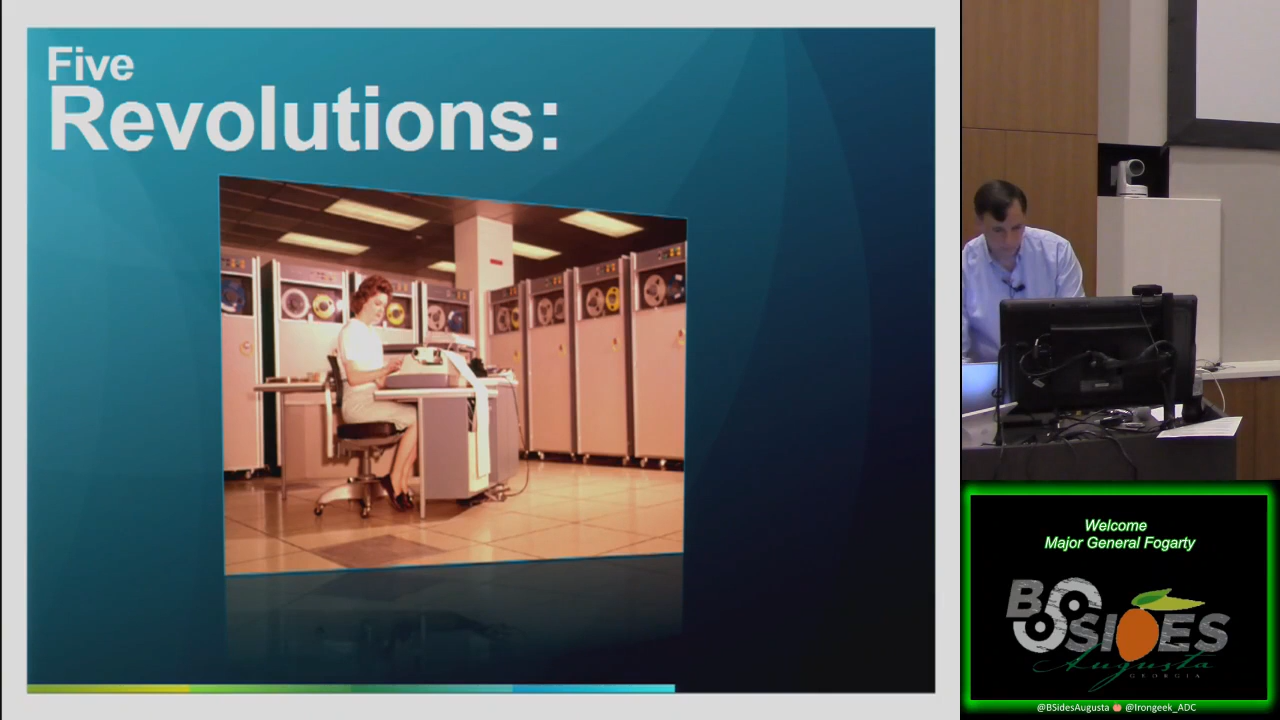 Five
Revolutions:
Welcome
Major General Fogarty
BSIDES
Augusta
GEORGIA
@BSidesAugusta @Irongeek_ADC